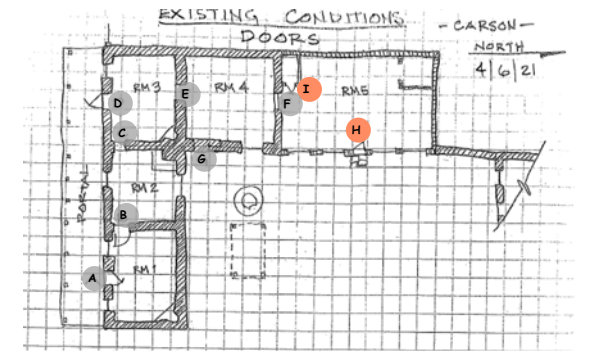 EXISTING CONDITIONS
DOORS
- CARSON -
NORTH
4/6/21
RM 3
RM 4
RM 5
D
E
F
I
C
G
H
RM 2
PORTAL
B
A
RM 1